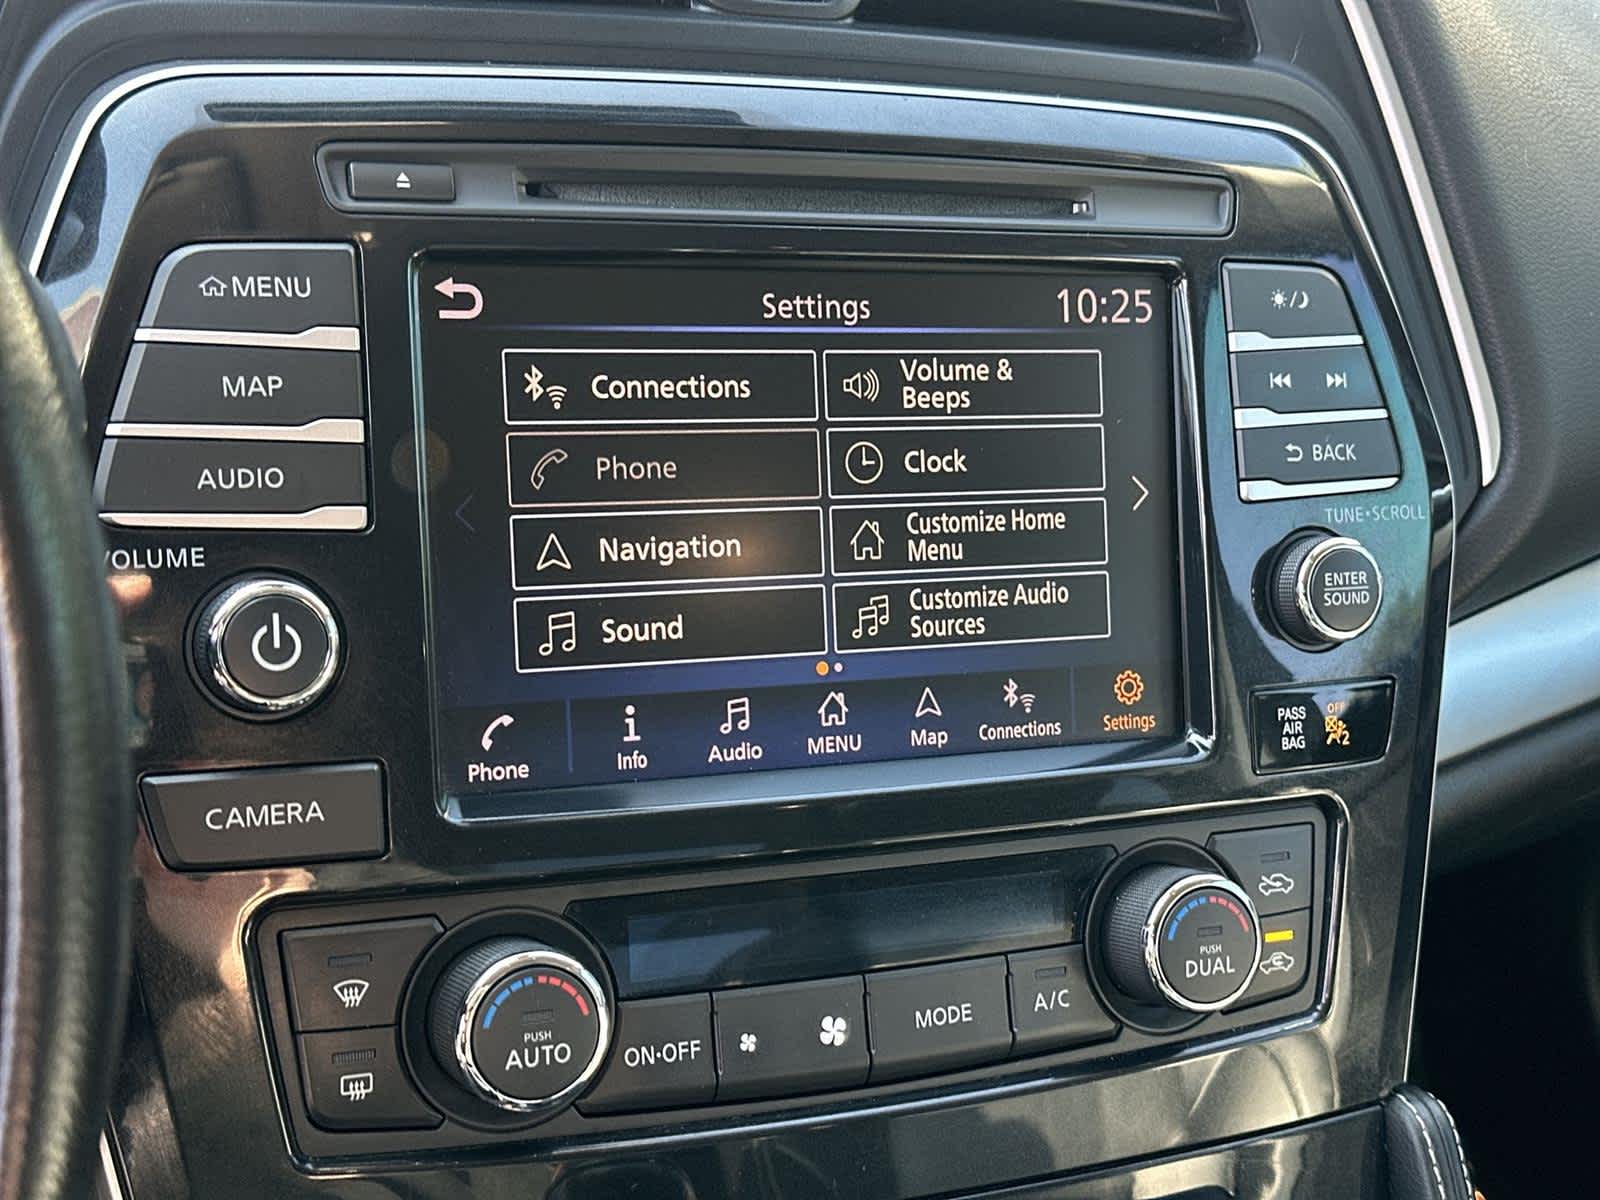 MENU
MAP
AUDIO
VOLUME
CAMERA
Settings
10:25
Connections
Volume &
Beeps
Phone
Clock
Navigation
Customize Home
Menu
Sound
Customize Audio
Sources
Phone
Info
Audio
MENU
Map
Connections
Settings
BACK
TUNE•SCROLL
ENTER
SOUND
PASS
AIR
BAG
OFF
2
PUSH
AUTO
ON•OFF
MODE
A/C
PUSH
DUAL